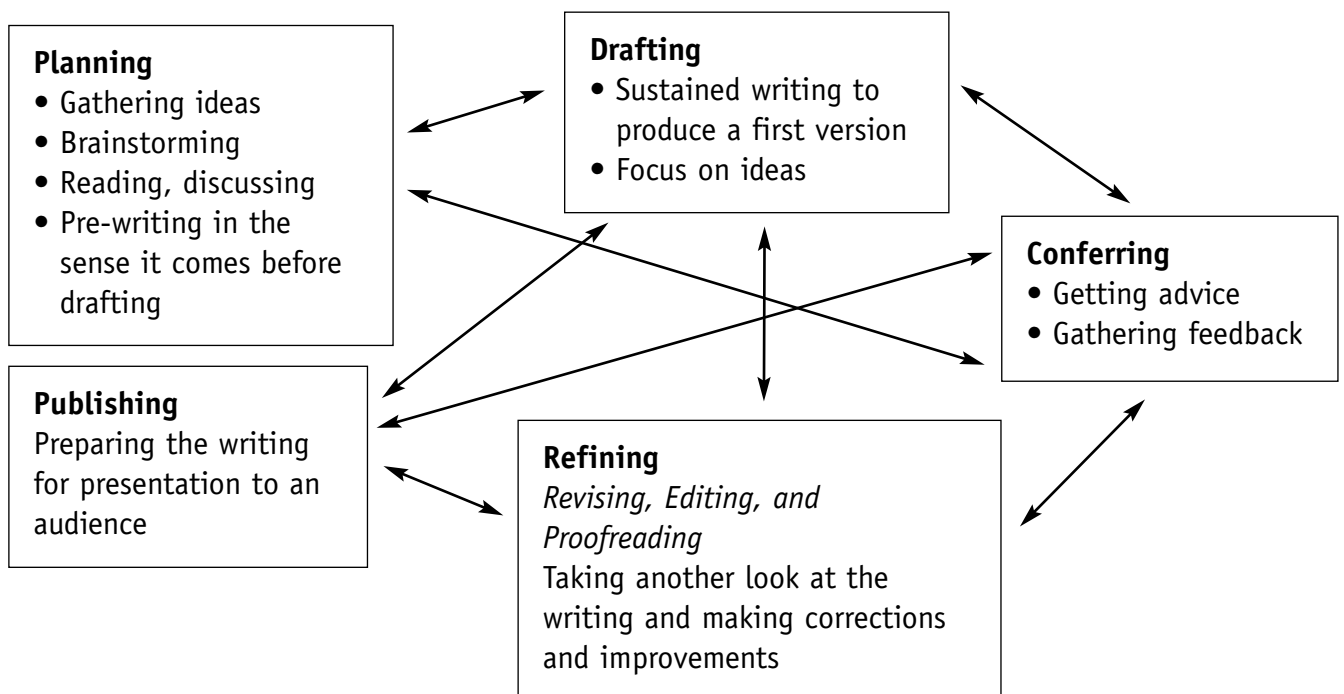 Planning
• Gathering ideas
• Brainstorming
• Reading, discussing
• Pre-writing in the
sense it comes before
drafting
Drafting
• Sustained writing to
produce a first version
• Focus on ideas
Conferring
• Getting advice
• Gathering feedback
Publishing
Preparing the writing
for presentation to an
audience
Refining
Revising, Editing, and
Proofreading
Taking another look at the
writing and making corrections
and improvements